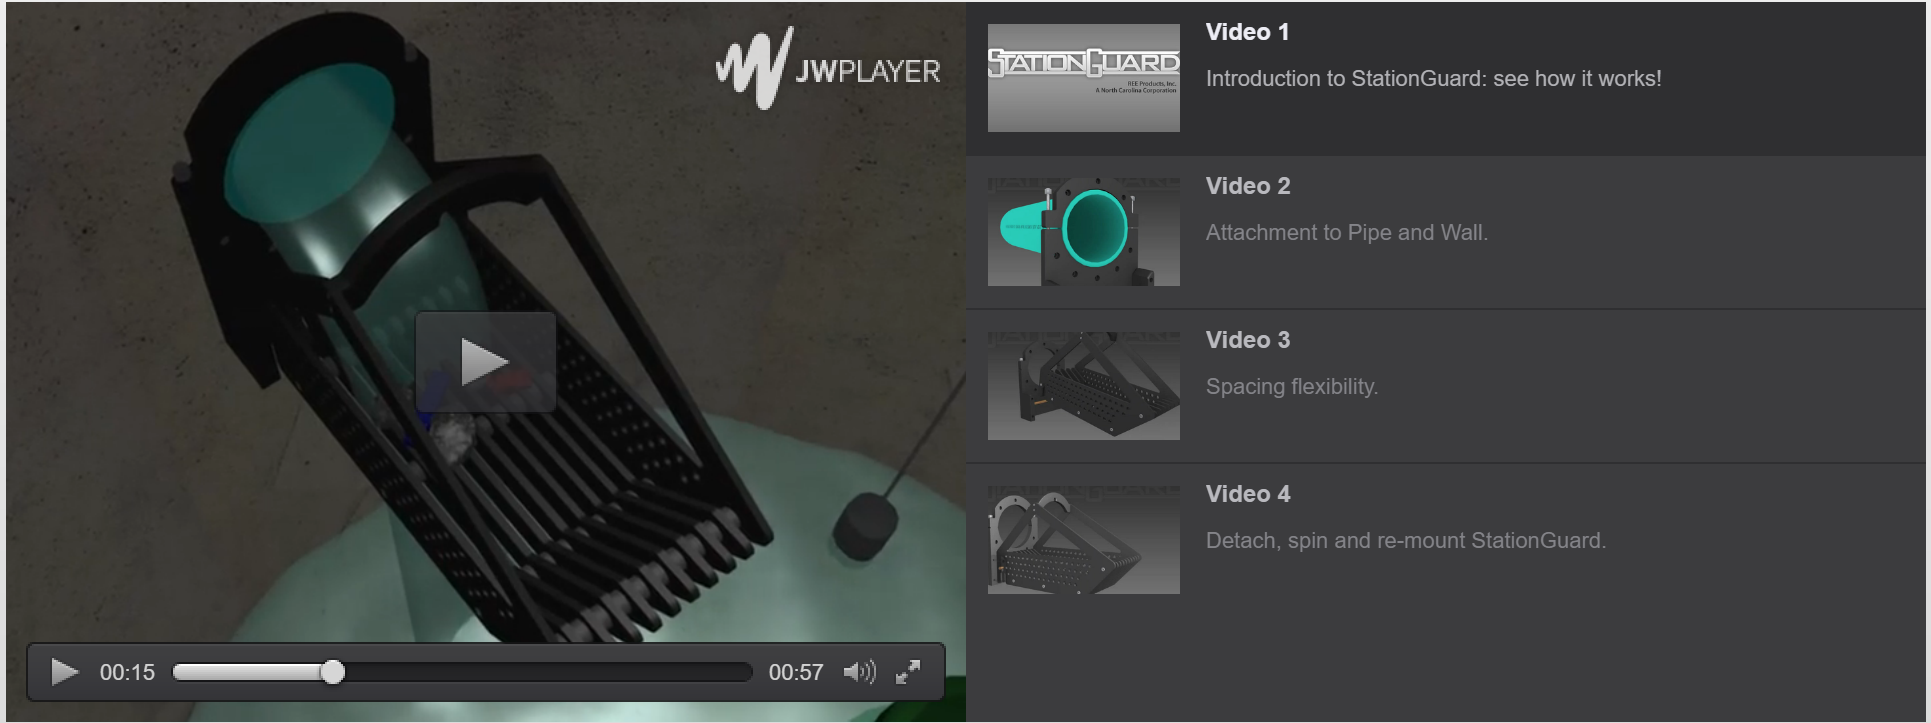 JWPLAYER
00:15
00:57
STATIONGUARD
REE Products, Inc.
A North Carolina Corporation
Video 1
Introduction to StationGuard: see how it works!
Video 2
Attachment to Pipe and Wall.
Video 3
Spacing flexibility.
Video 4
Detach, spin and re-mount StationGuard.